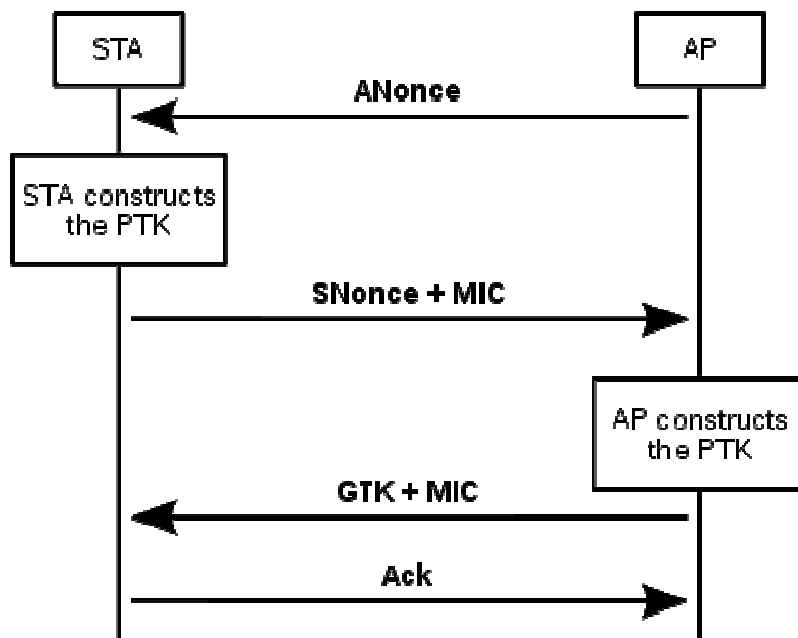 STA
AP
ANonce
STA constructs
the PTK
SNonce + MIC
AP constructs
the PTK
GTK + MIC
Ack